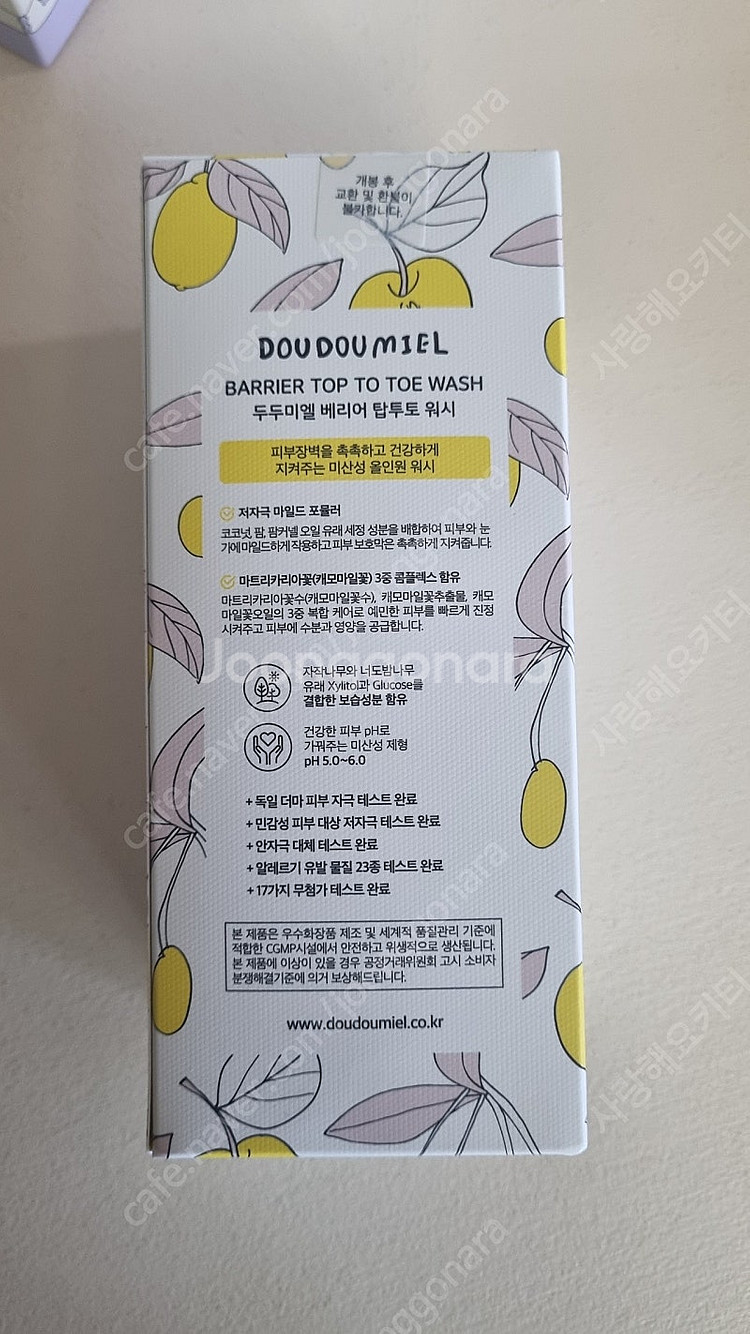 개봉 후
교환 및 환불이
불가합니다.
DOUDOUMIEL
BARRIER TOP TO TOE WASH
두두미엘 베리어 탑투토 워시
피부장벽을 촉촉하고 건강하게
지켜주는 미산성 올인원 워시
저자극 마일드 포뮬러
코코넛, 팜, 팜커넬 오일 유래 세정 성분을 배합하여 피부와 눈
가에 마일드하게 작용하고 피부 보호막은 촉촉하게 지켜줍니다.
마트리카리아꽃(캐모마일꽃) 3중 콤플렉스 함유
마트리카리아꽃수(캐모마일꽃수), 캐모마일꽃추출물, 캐모
마일꽃오일의 3중 복합 케어로 예민한 피부를 빠르게 진정
시켜주고 피부에 수분과 영양을 공급합니다.
자작나무와 너도밤나무
유래 Xylitol과 Glucose를
결합한 보습성분 함유
건강한 피부 pH로
가꿔주는 미산성 제형
pH 5.0~6.0
+ 독일 더마 피부 자극 테스트 완료
+ 민감성 피부 대상 저자극 테스트 완료
+ 안자극 대체 테스트 완료
+ 알레르기 유발 물질 23종 테스트 완료
+ 17가지 무첨가 테스트 완료
본 제품은 우수화장품 제조 및 세계적 품질관리 기준에
적합한 CGMP시설에서 안전하고 위생적으로 생산됩니다.
본 제품에 이상이 있을 경우 공정거래위원회 고시 소비자
분쟁해결기준에 의거 보상해드립니다.
www.doudoumiel.co.kr
Joonggonara
cafe.naver.com/joonggonara
사랑해요키티